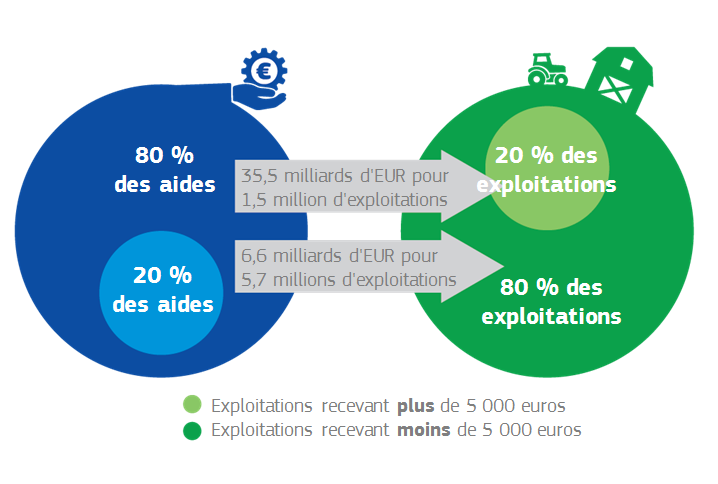 €
80 %
des aides
35,5 milliards d'EUR pour
1,5 million d'exploitations
20 % des
exploitations
20 %
des aides
6,6 milliards d'EUR pour
5,7 millions d'exploitations
80 % des
exploitations
Exploitations recevant plus de 5 000 euros
Exploitations recevant moins de 5 000 euros